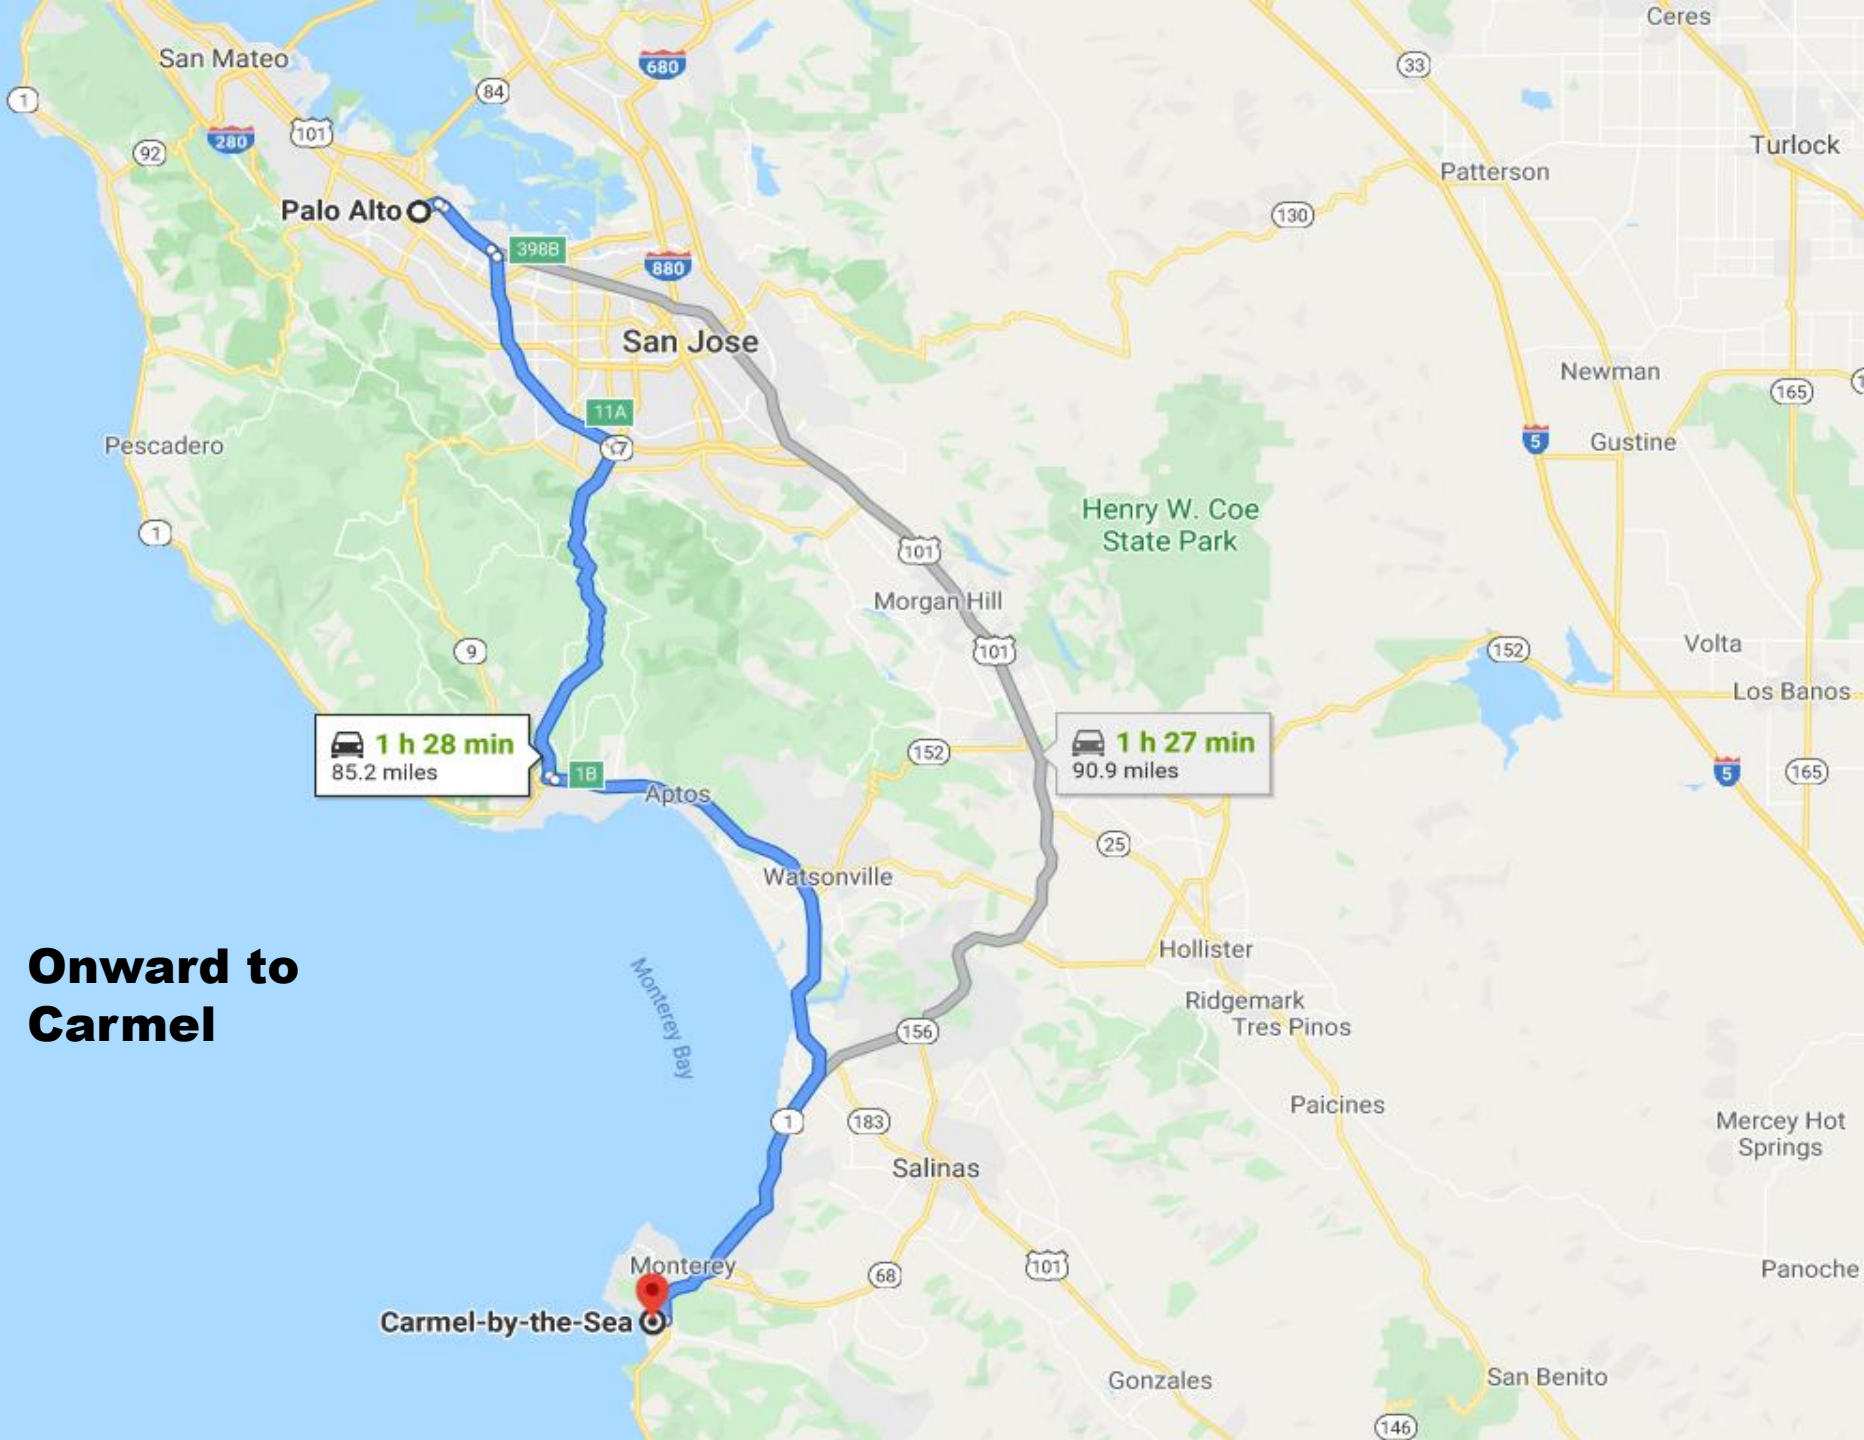 Ceres
San Mateo
680
33
84
1
101
280
92
Turlock
Patterson
Palo Alto
130
398B
880
San Jose
Newman
165
11A
5
Gustine
Pescadero
17
Henry W. Coe
State Park
1
101
Morgan Hill
9
101
152
Volta
Los Banos
1 h 28 min
85.2 miles
1 h 27 min
90.9 miles
152
1B
5
165
Aptos
25
Watsonville
Onward to
Carmel
Hollister
Monterey Bay
Ridgemark
Tres Pinos
156
Paicines
1
183
Mercey Hot
Springs
Salinas
Monterey
68
101
Panoche
Carmel-by-the-Sea
Gonzales
San Benito
146